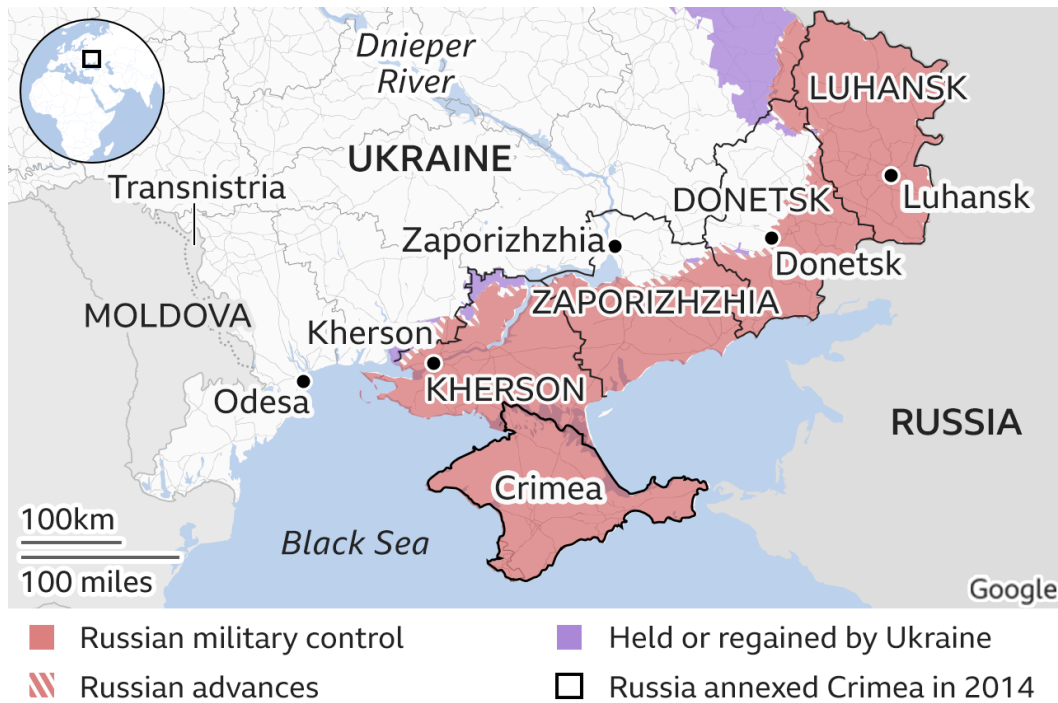 Dnieper
River
LUHANSK
UKRAINE
Transnistria
DONETSK
Luhansk
Zaporizhzhia
Donetsk
ZAPORIZHZHIA
MOLDOVA
Kherson
KHERSON
Odesa
RUSSIA
Crimea
100km
Black Sea
100 miles
Google
Russian military control
Held or regained by Ukraine
Russian advances
Russia annexed Crimea in 2014